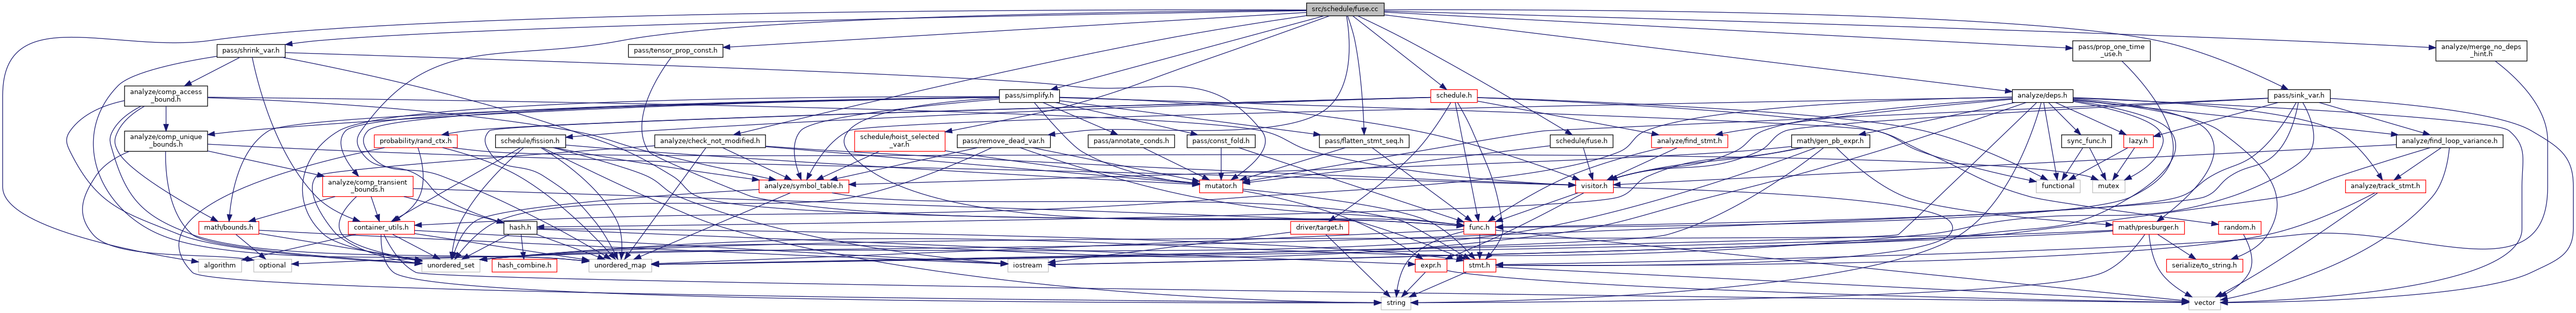 src/schedule/fuse.cc
pass/shrink_var.h
pass/tensor_prop_const.h
pass/prop_one_time
_use.h
analyze/merge_no_deps
_hint.h
analyze/comp_access
_bound.h
pass/simplify.h
schedule.h
analyze/deps.h
pass/sink_var.h
analyze/comp_unique
_bounds.h
probability/rand_ctx.h
schedule/fission.h
analyze/check_not_modified.h
schedule/hoist_selected
_var.h
pass/remove_dead_var.h
pass/annotate_conds.h
pass/const_fold.h
pass/flatten_stmt_seq.h
schedule/fuse.h
analyze/find_stmt.h
math/gen_pb_expr.h
sync_func.h
lazy.h
analyze/find_loop_variance.h
analyze/comp_transient
_bounds.h
analyze/symbol_table.h
mutator.h
visitor.h
functional
mutex
analyze/track_stmt.h
math/bounds.h
container_utils.h
hash.h
driver/target.h
func.h
math/presburger.h
random.h
algorithm
optional
unordered_set
hash_combine.h
unordered_map
iostream
expr.h
stmt.h
serialize/to_string.h
string
vector